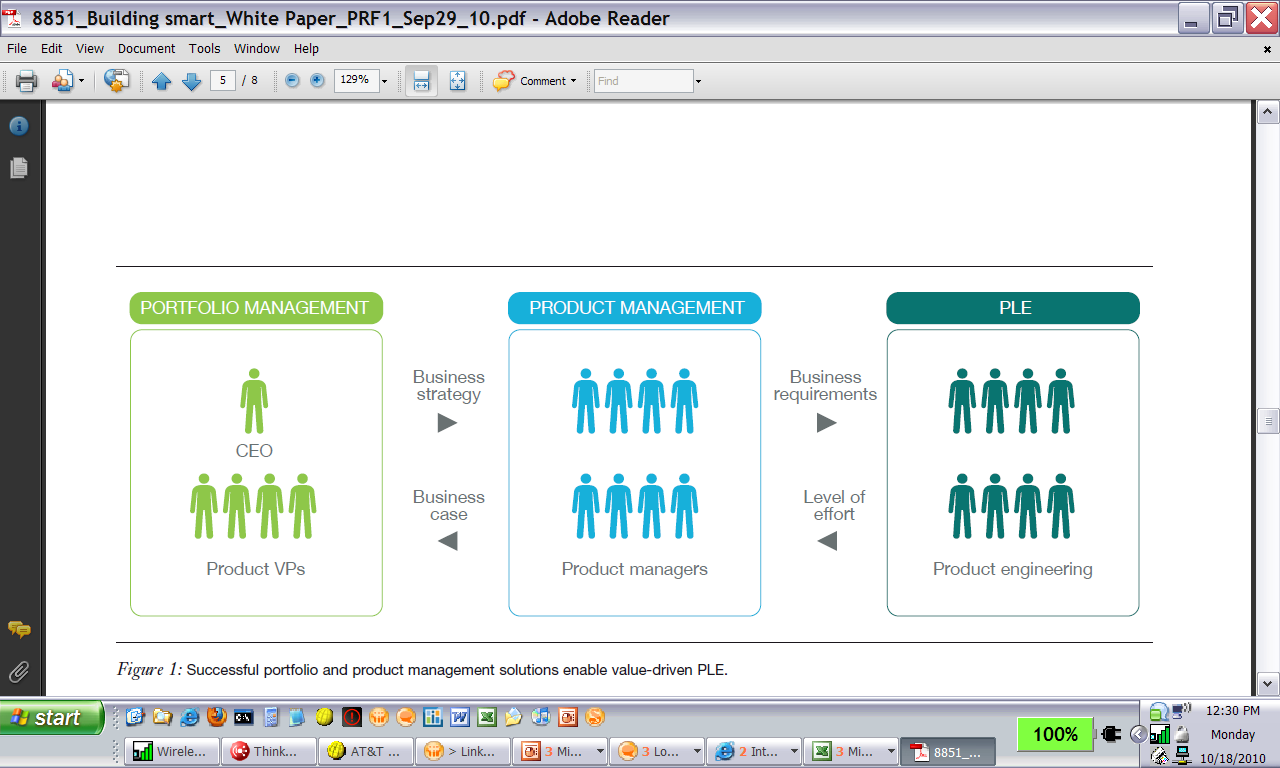 8851_Building smart_White Paper_PRF1_Sep29_10.pdf - Adobe Reader
File Edit View Document Tools Window Help
5 / 8 129% Comment Find
PORTFOLIO MANAGEMENT
PRODUCT MANAGEMENT
PLE
Business
strategy
Business
requirements
CEO
Business
case
Level of
effort
Product VPs
Product managers
Product engineering
Figure 1: Successful portfolio and product management solutions enable value-driven PLE.
start
100%
12:30 PM
Monday
10/18/2010
Wirele... Think... AT&T ... > Link... 3 Mi... 3 Lo... 2 Int... 3 Mi... 8851_...